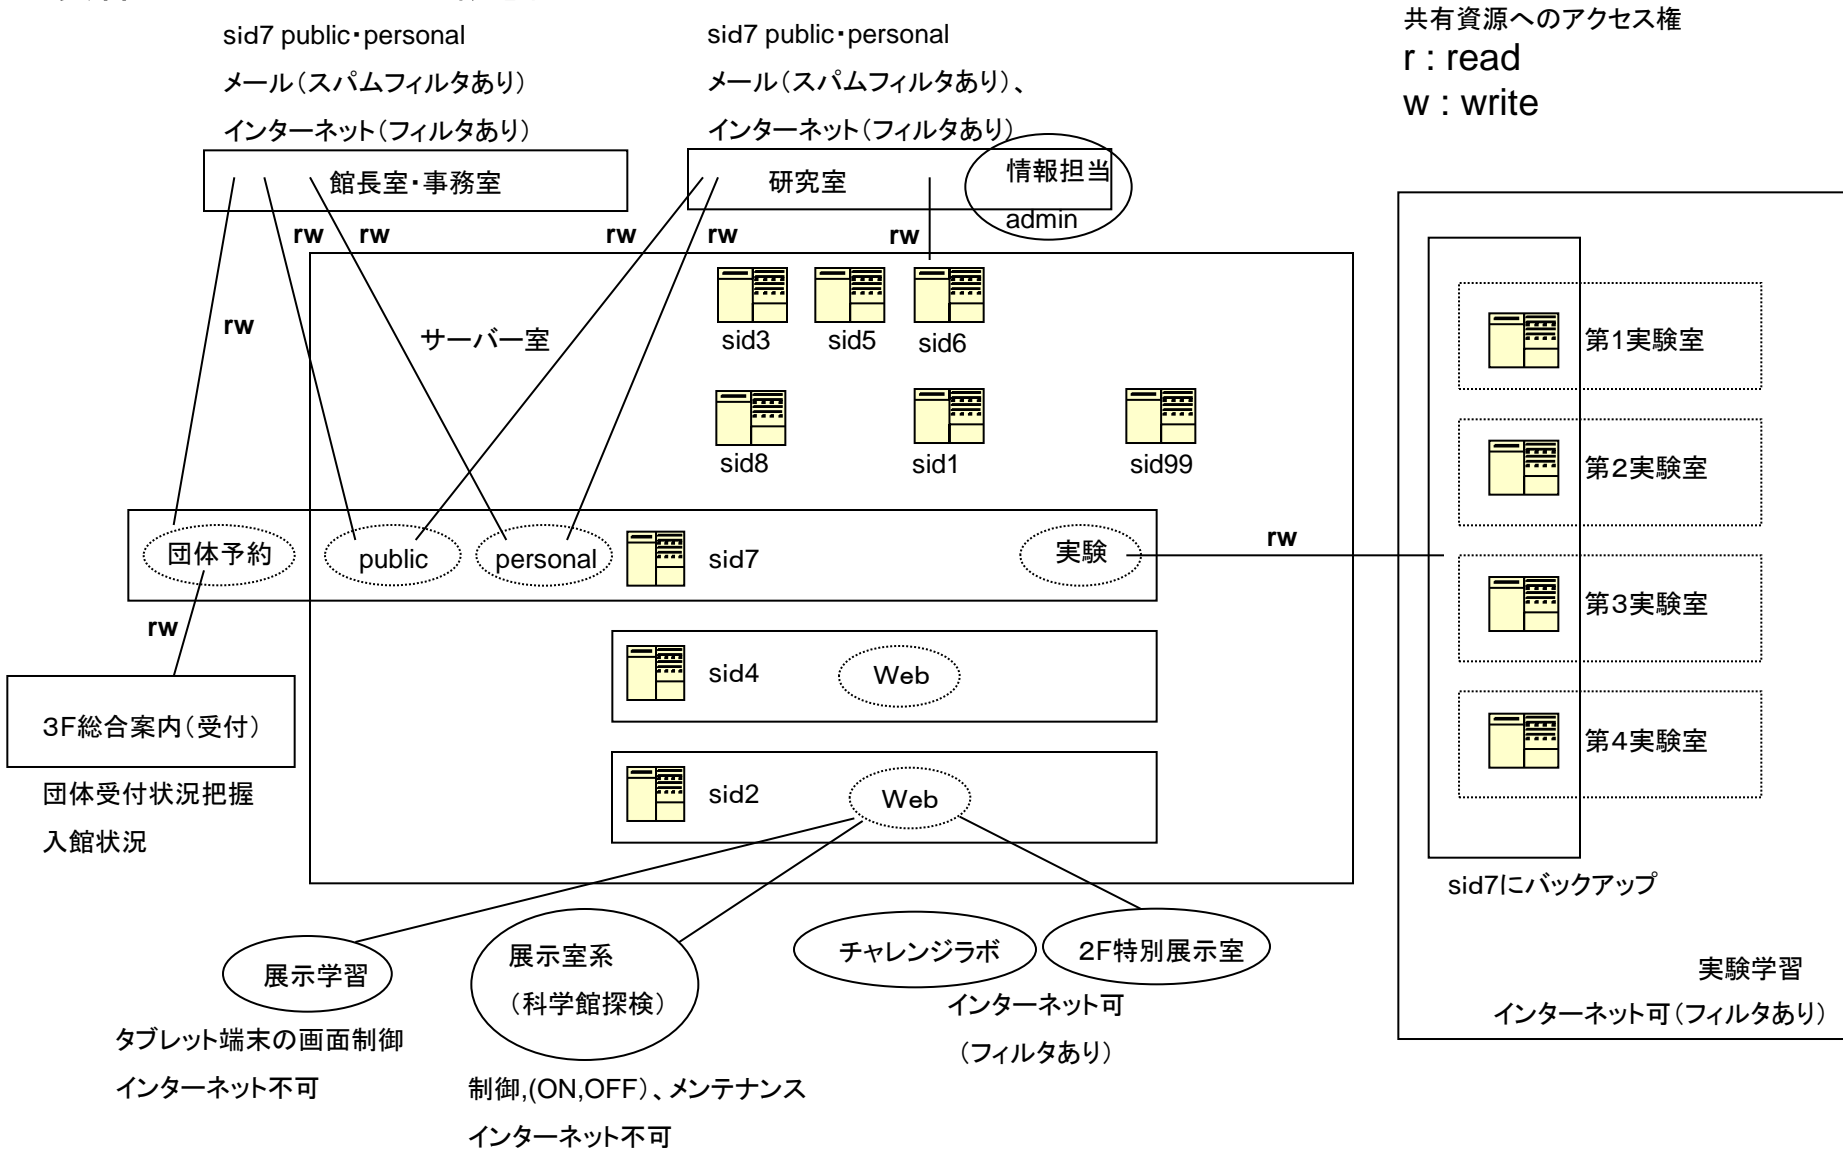 sid7 public・personal
メール（スパムフィルタあり）
インターネット（フィルタあり）
sid7 public・personal
メール（スパムフィルタあり）、
インターネット（フィルタあり）
共有資源へのアクセス権
r : read
w : write
館長室・事務室
研究室
情報担当
admin
rw
rw
rw
rw
rw
rw
サーバー室
sid3
sid5
sid6
sid8
sid1
sid99
第1実験室
第2実験室
第3実験室
第4実験室
団体予約
public
personal
sid7
実験
rw
rw
sid4
Web
sid2
Web
3F総合案内（受付）
団体受付状況把握
入館状況
sid7にバックアップ
実験学習
インターネット可（フィルタあり）
展示学習
タブレット端末の画面制御
インターネット不可
展示室系
（科学館探検）
制御,(ON,OFF）、メンテナンス
インターネット不可
チャレンジラボ
2F特別展示室
インターネット可
（フィルタあり）